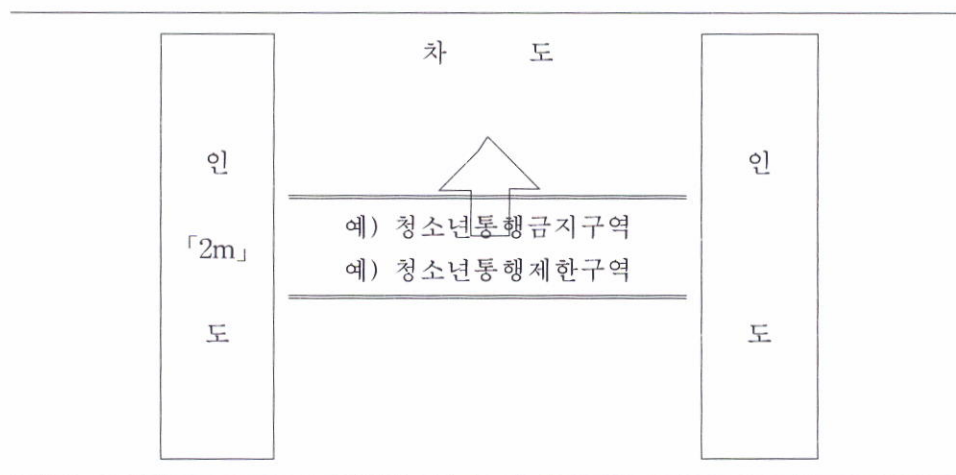 차 도
인
「2m」
도
예) 청소년통행금지구역
예) 청소년통행제한구역
인
도